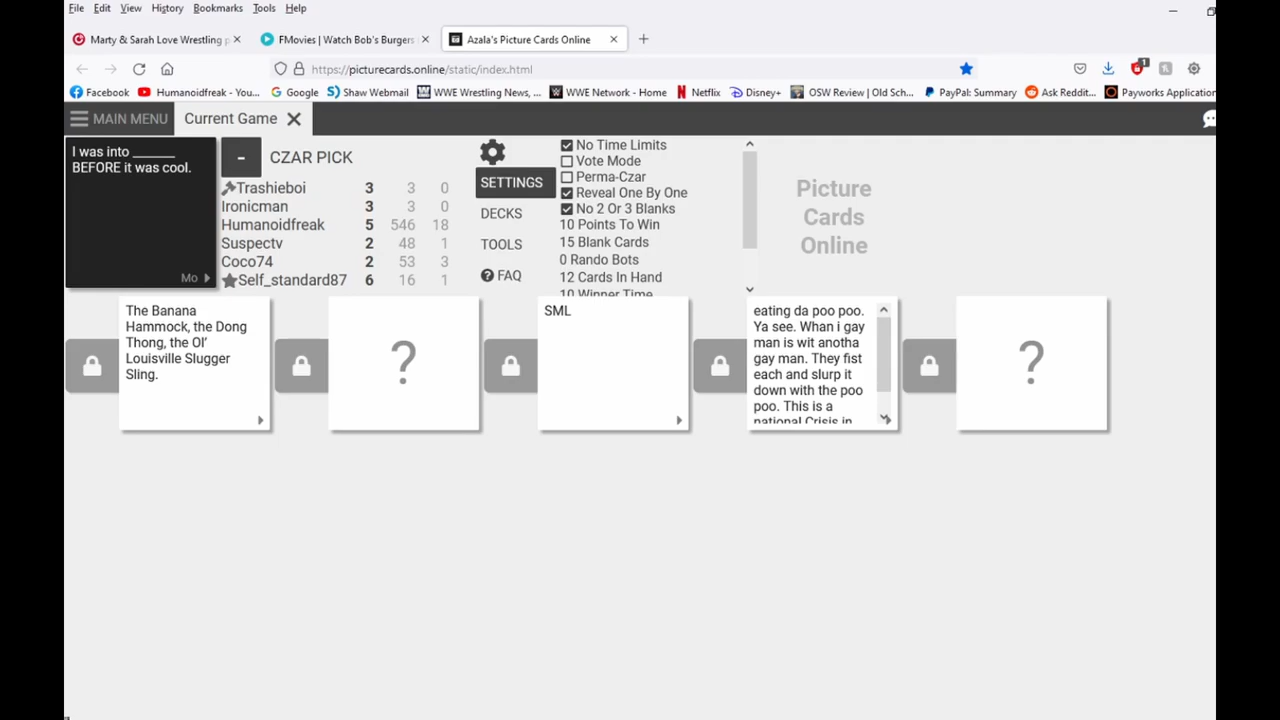 File Edit View History Bookmarks Tools Help
Marty & Sarah Love Wrestling p
FMovies | Watch Bob's Burgers
Azala's Picture Cards Online
https://picturecards.online/static/index.html
1
Facebook
Humanoidfreak - You...
Google
Shaw Webmail
WWE Wrestling News, ...
WWE Network - Home
Netflix
Disney+
OSW Review | Old Sch...
PayPal: Summary
Ask Reddit...
Payworks Application
MAIN MENU
Current Game
I was into ______
BEFORE it was cool.
Mo
-
CZAR PICK
Trashieboi 3 3 0
Ironicman 3 3 0
Humanoidfreak 5 546 18
Suspectv 2 48 1
Coco74 2 53 3
Self_standard87 6 16 1
SETTINGS
DECKS
TOOLS
? FAQ
No Time Limits
Vote Mode
Perma-Czar
Reveal One By One
No 2 Or 3 Blanks
10 Points To Win
15 Blank Cards
0 Rando Bots
12 Cards In Hand
10 Winner Time
Picture
Cards
Online
The Banana
Hammock, the Dong
Thong, the Ol'
Louisville Slugger
Sling.
?
SML
eating da poo poo.
Ya see. Whan i gay
man is wit anotha
gay man. They fist
each and slurp it
down with the poo
poo. This is a
national Crisis in
?